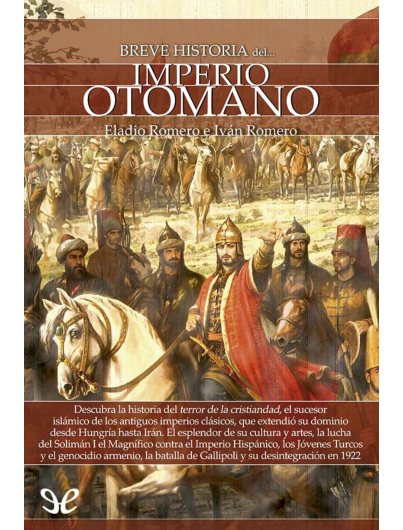 BREVE HISTORIA del...
IMPERIO
OTOMANO
Eladio Romero e Iván Romero
Descubra la historia del terror de la cristiandad, el sucesor
islámico de los antiguos imperios clásicos, que extendió su dominio
desde Hungría hasta Irán. El esplendor de su cultura y artes, la lucha
del Solimán I el Magnífico contra el Imperio Hispánico, los Jóvenes Turcos
y el genocidio armenio, la batalla de Gallipoli y su desintegración en 1922